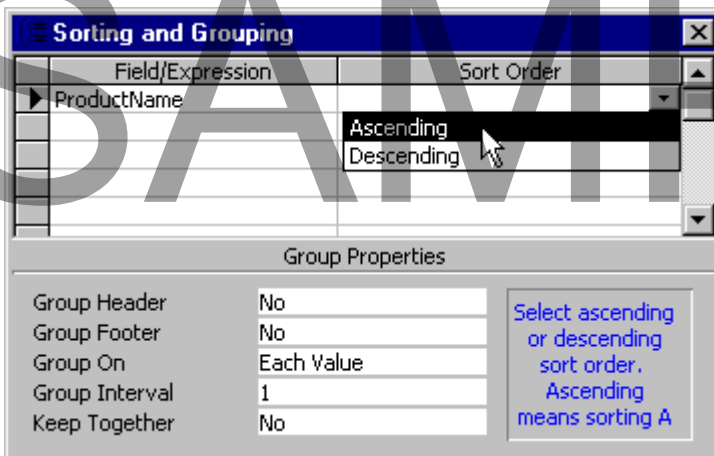 Sorting and Grouping
Field/Expression Sort Order
ProductName
Ascending
Descending
Group Properties
Group Header No
Group Footer No
Group On Each Value
Group Interval 1
Keep Together No
Select ascending
or descending
sort order.
Ascending
means sorting A